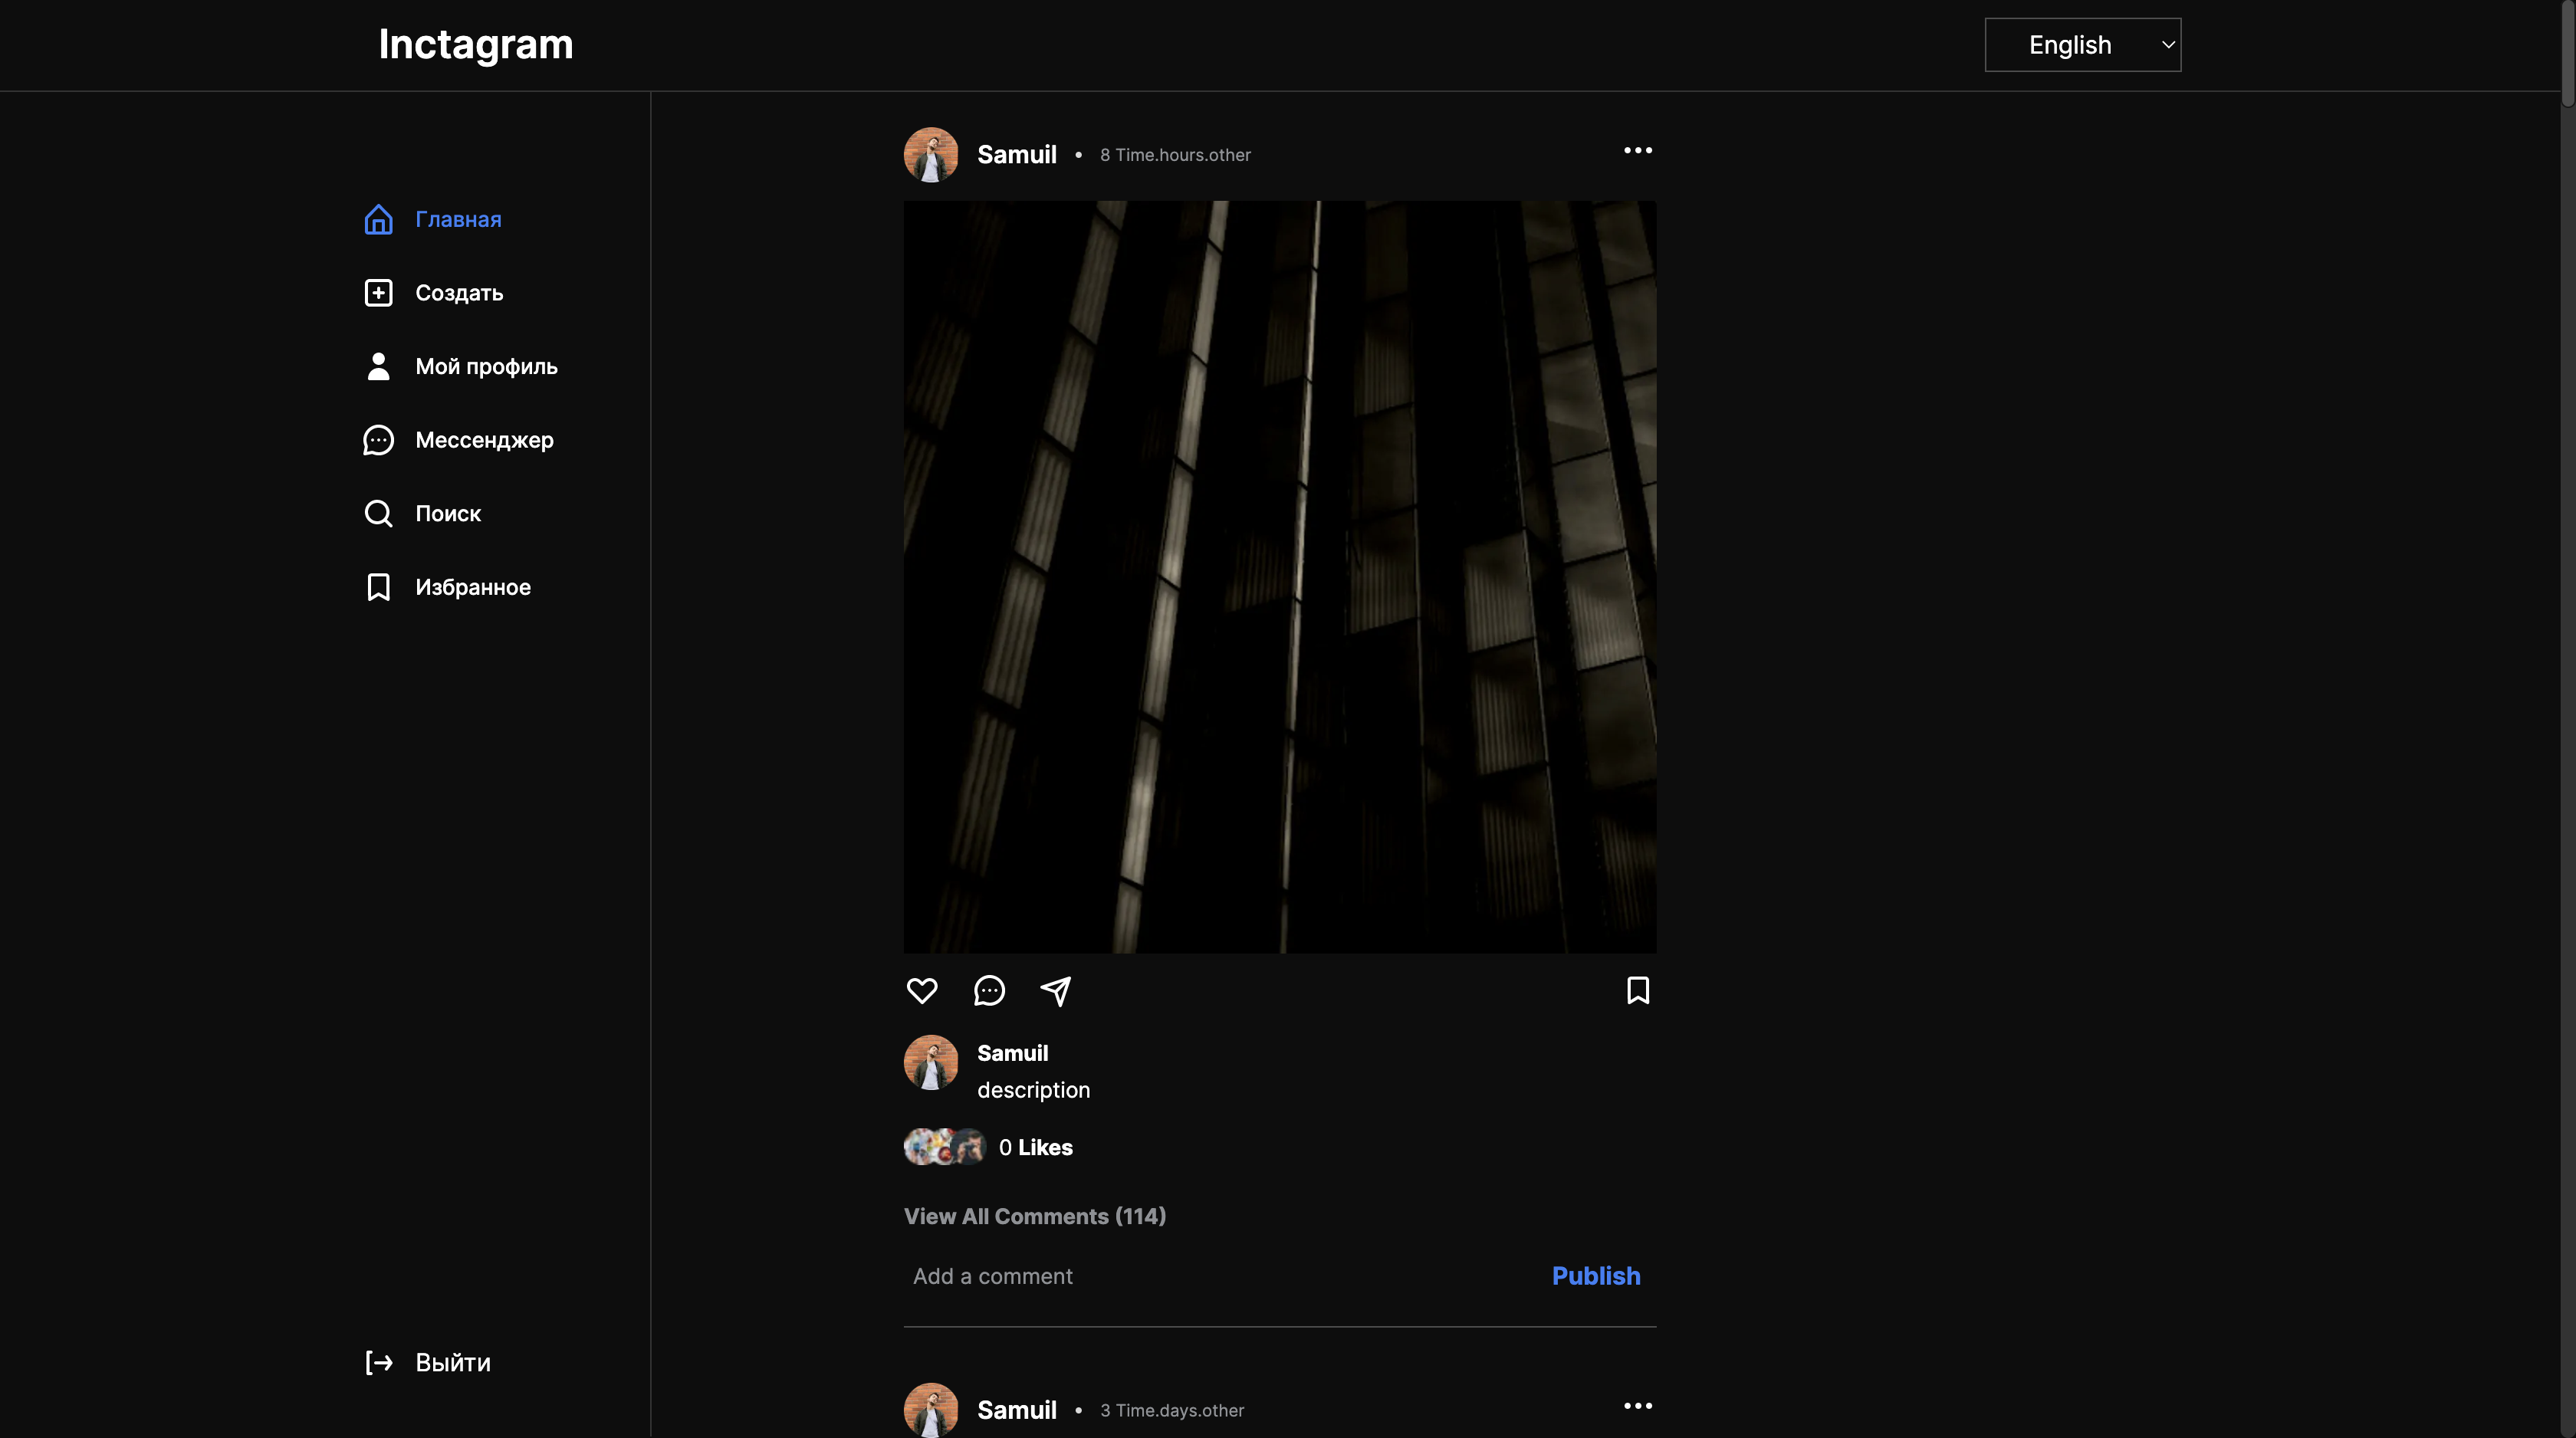 Inctagram
English
Главная
Создать
Мой профиль
Мессенджер
Поиск
Избранное
Выйти
Samuil • 8 Time.hours.other
Samuil
description
0 Likes
View All Comments (114)
Add a comment
Publish
Samuil • 3 Time.days.other